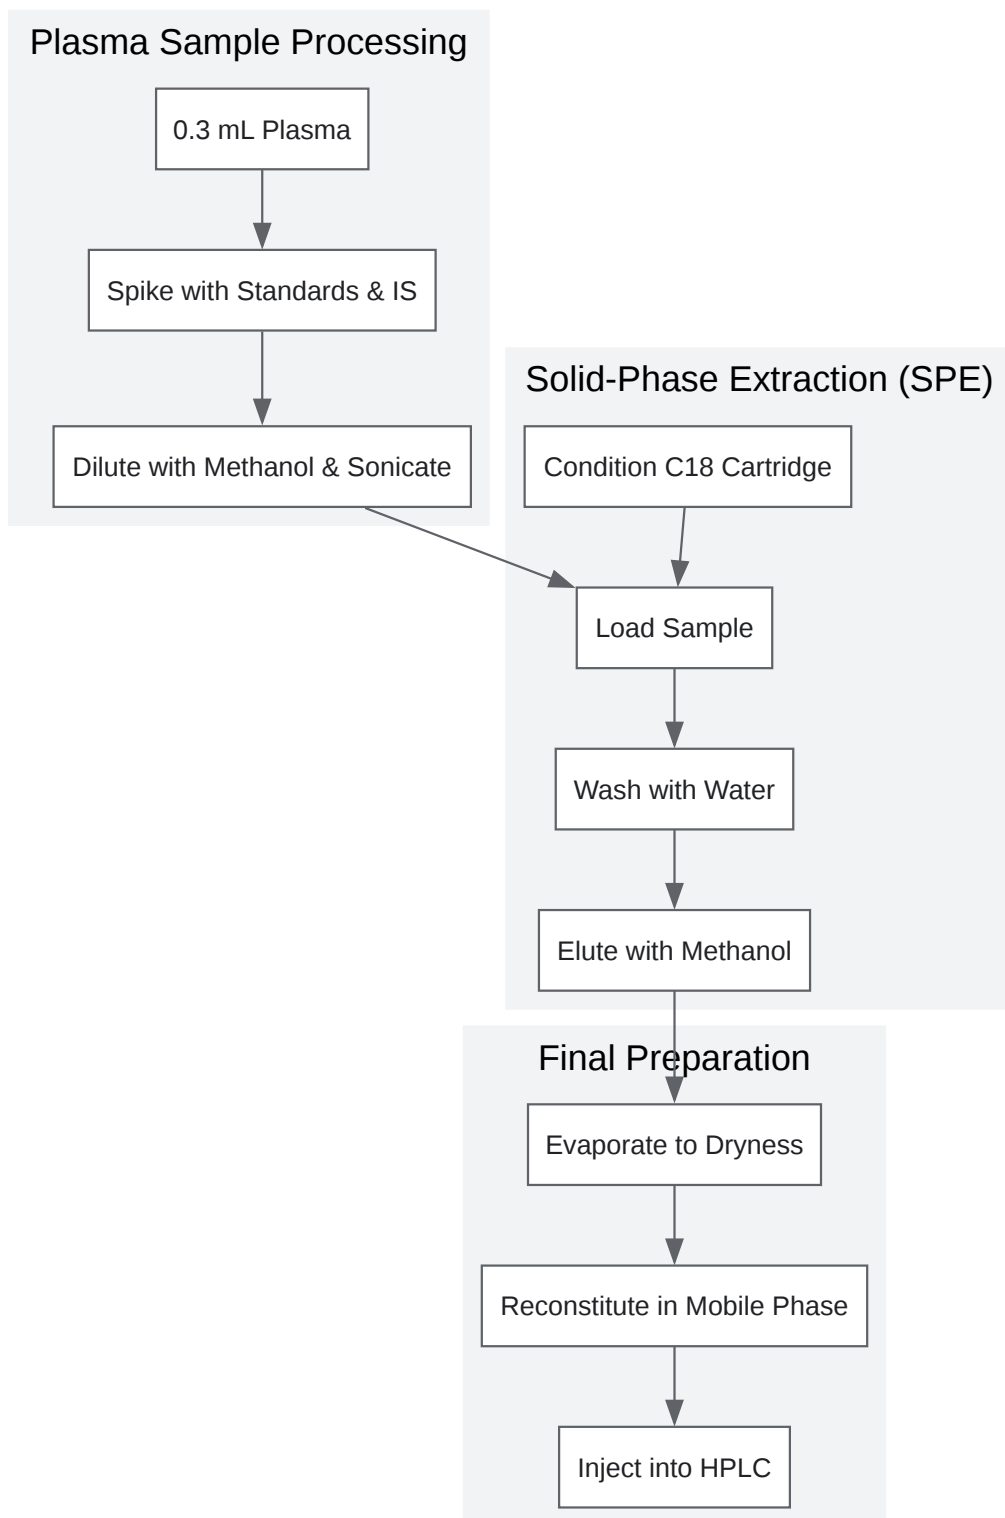 Plasma Sample Processing
0.3 mL Plasma
Spike with Standards & IS
Dilute with Methanol & Sonicate
Solid-Phase Extraction (SPE)
Condition C18 Cartridge
Load Sample
Wash with Water
Elute with Methanol
Final Preparation
Evaporate to Dryness
Reconstitute in Mobile Phase
Inject into HPLC